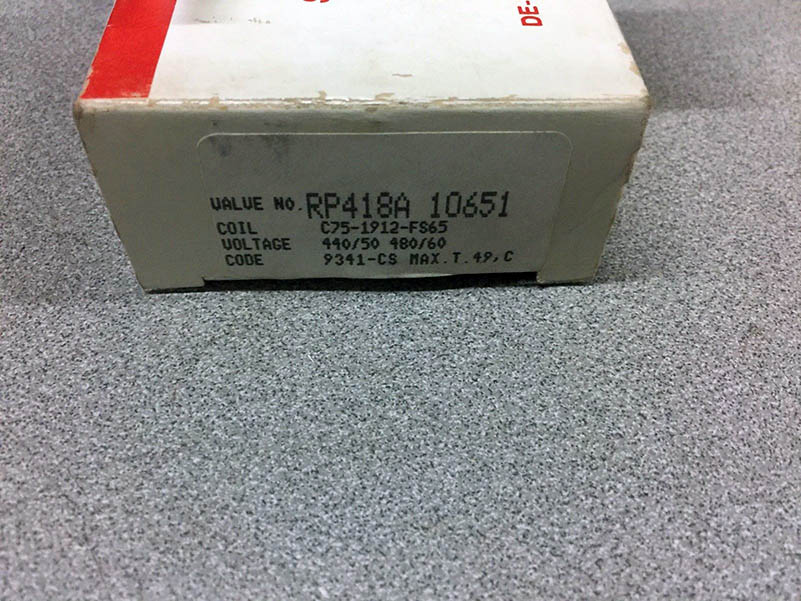 DE-
VALVE NO. RP418A 10651
COIL C75-1912-FS65
VOLTAGE 440/50 480/60
CODE 9341-CS MAX.T.49,C